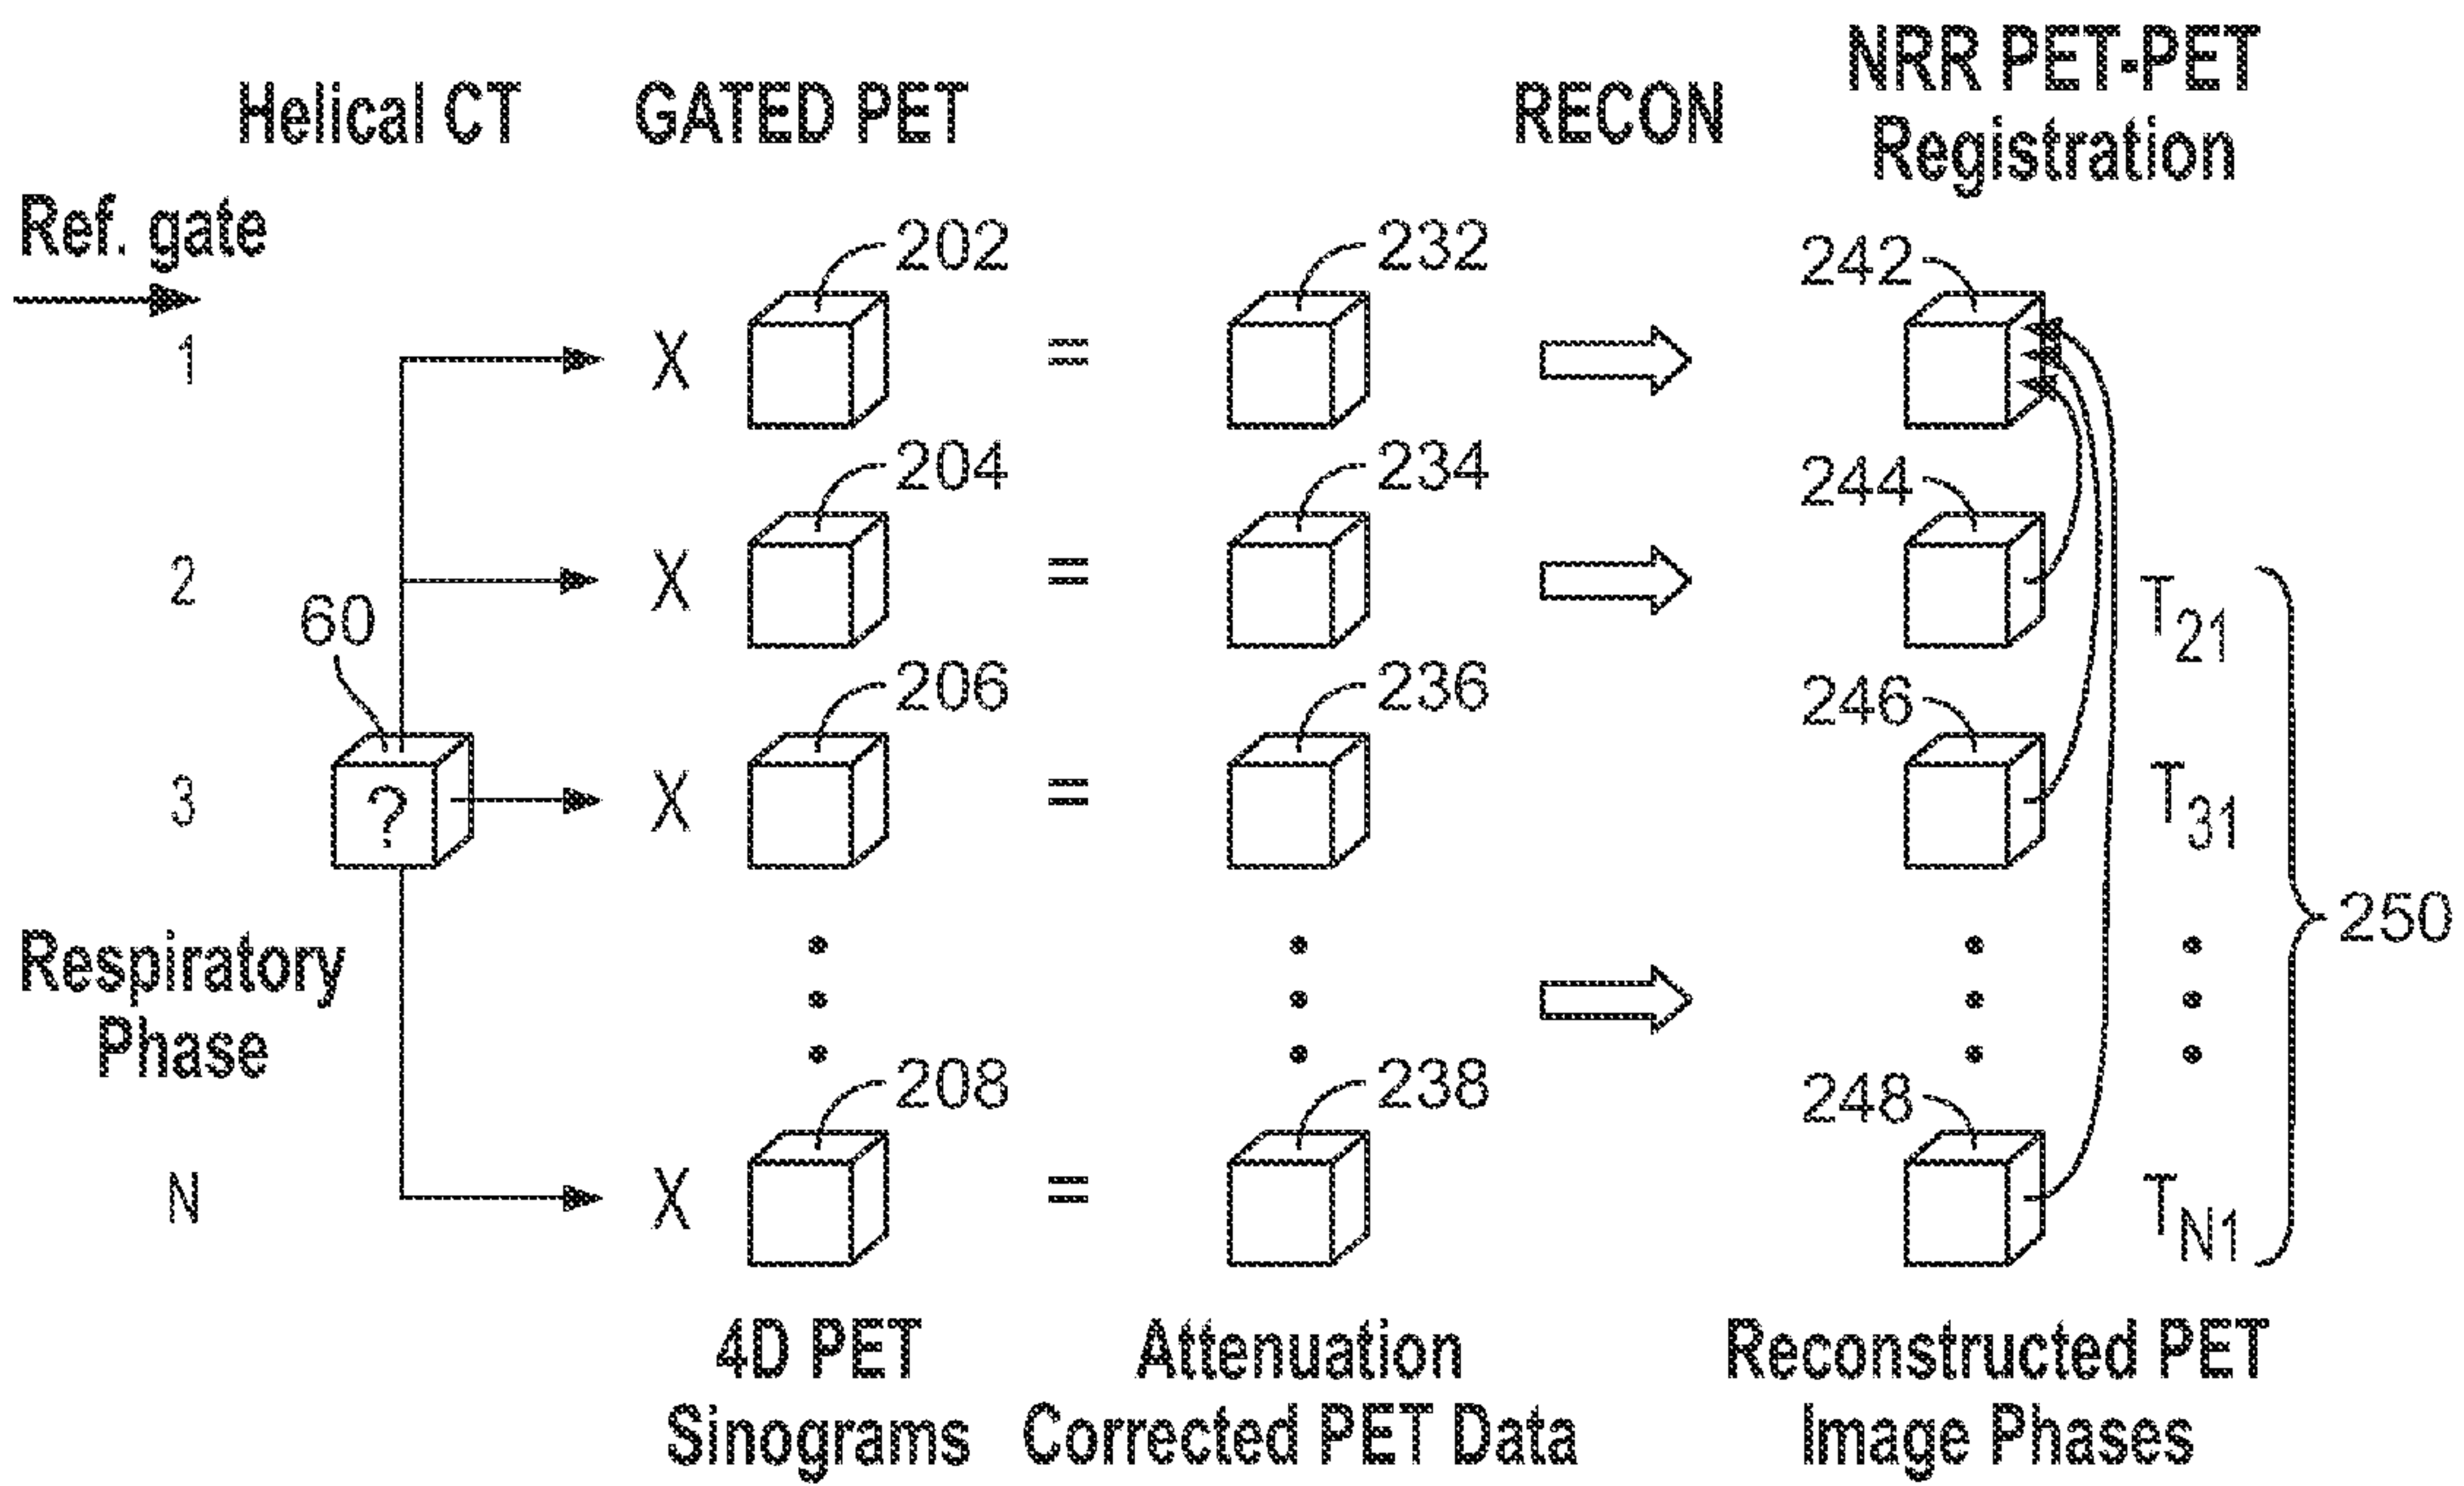 NRR PET-PET
Registration
Helical CT
GATED PET
RECON
Ref. gate
202
232
242
1
X
=
204
234
244
2
X
=
T21
60
206
236
246
3
?
X
=
T31
250
Respiratory
Phase
208
238
248
N
X
=
TN1
4D PET
Sinograms
Attenuation
Corrected PET Data
Reconstructed PET
Image Phases